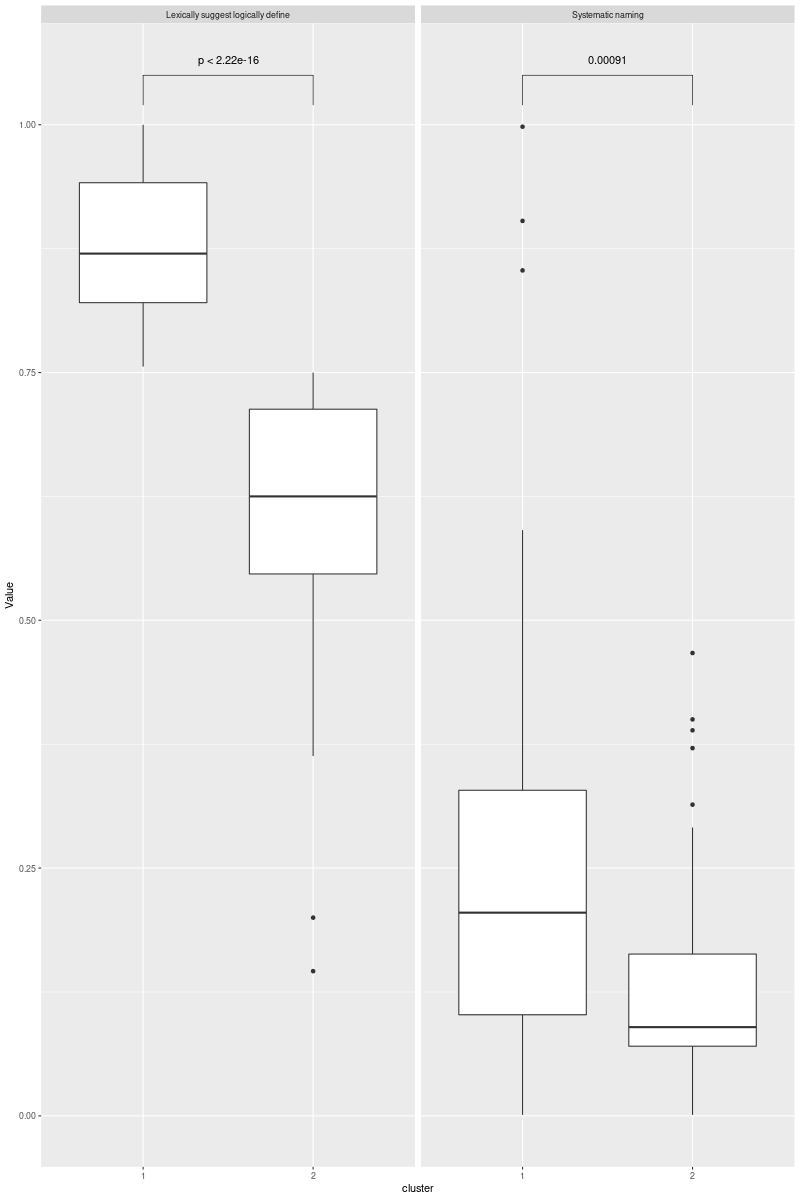 Lexically suggest logically define
Systematic naming
p < 2.22e-16
0.00091
1.00
0.75
0.50
0.25
0.00
Value
1
2
1
2
cluster